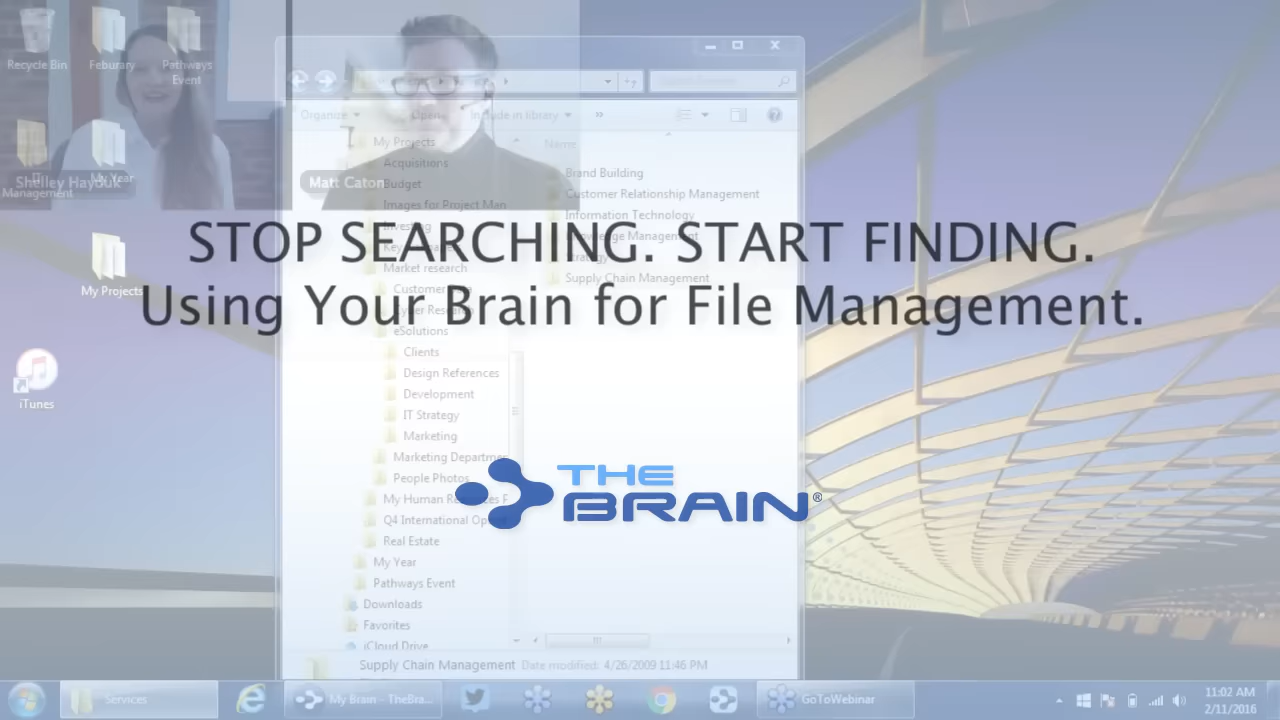 STOP SEARCHING. START FINDING.
Using Your Brain for File Management.
THE
BRAIN®
Recycle Bin
Feburary
Pathways
Event
Shelley Hayduk
Management
My Year
My Projects
iTunes
Matt Caton
Organize
Open
Include in library
»
My Projects
Acquisitions
Budget
Images for Project Man
Market research
eSolutions
Clients
Design References
Development
IT Strategy
Marketing
Marketing Departme
People Photos
Q4 International
Real Estate
My Year
Pathways Event
Downloads
Favorites
iCloud Drive
Name
Brand Building
Customer Relationship Management
Information Technology
Supply Chain Management
Supply Chain Management Date modified: 4/26/2009 11:46 PM
Services
My Brain - TheBra...
GoToWebinar
11:02 AM
2/11/2016